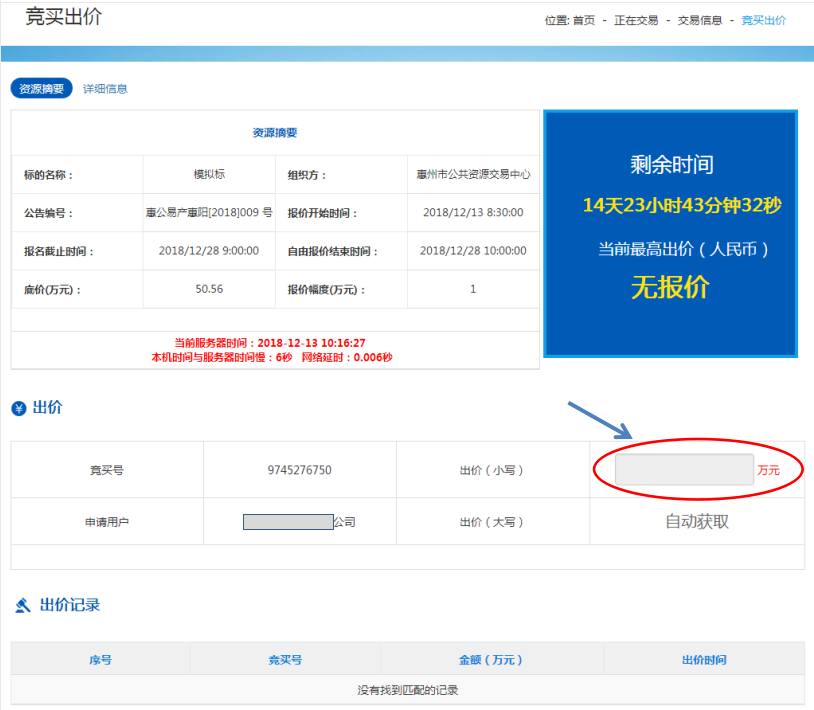 竞买出价
位置: 首页 - 正在交易 - 交易信息 - 竞买出价
资源摘要 详细信息
资源摘要
标的名称： 模拟标 组织方： 惠州市公共资源交易中心
公告编号： 惠公易产惠阳[2018]009 号 报价开始时间： 2018/12/13 8:30:00
报名截止时间： 2018/12/28 9:00:00 自由报价结束时间： 2018/12/28 10:00:00
底价(万元)： 50.56 报价幅度(万元)： 1
当前服务器时间：2018-12-13 10:16:27
本机时间与服务器时间慢：6秒 网络延时：0.006秒
剩余时间
14天23小时43分钟32秒
当前最高出价（人民币）
无报价
¥ 出价
竞买号 9745276750 出价（小写） 万元
申请用户 公司 出价（大写） 自动获取
出价记录
序号 竞买号 金额（万元） 出价时间
没有找到匹配的记录